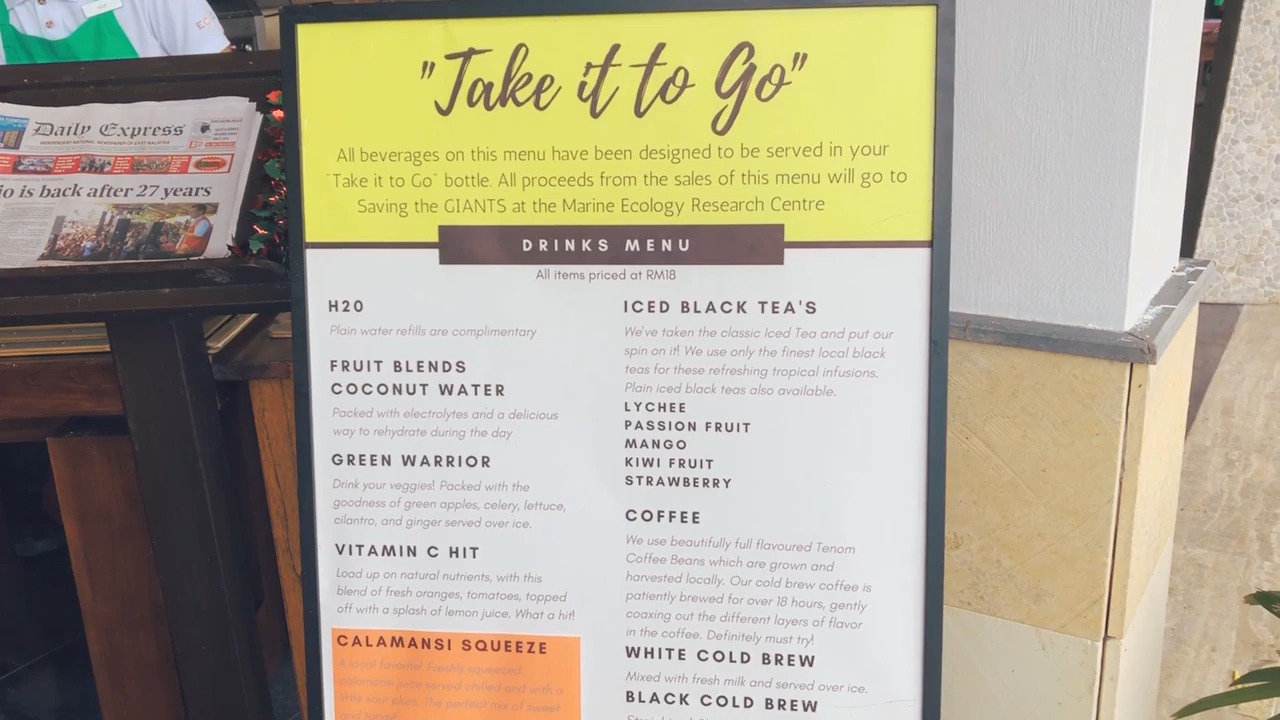 Daily Express
INDEPENDENT NATIONAL NEWSPAPER OF EAST MALAYSIA
io is back after 27 years
"Take it to Go"
All beverages on this menu have been designed to be served in your
"Take it to Go" bottle. All proceeds from the sales of this menu will go to
Saving the GIANTS at the Marine Ecology Research Centre
DRINKS MENU
All items priced at RM18
H20
Plain water refills are complimentary
FRUIT BLENDS
COCONUT WATER
Packed with electrolytes and a delicious
way to rehydrate during the day
GREEN WARRIOR
Drink your veggies! Packed with the
goodness of green apples, celery, lettuce,
cilantro, and ginger served over ice.
VITAMIN C HIT
Load up on natural nutrients, with this
blend of fresh oranges, tomatoes, topped
off with a splash of lemon juice. What a hit!
CALAMANSI SQUEEZE
A local favorite! Freshly squeezed
calamansi juice served chilled and with a
little sour plum. The perfect mix of sweet
and tangy!
ICED BLACK TEA'S
We've taken the classic Iced Tea and put our
spin on it! We use only the finest local black
teas for these refreshing tropical infusions.
Plain iced black teas also available.
LYCHEE
PASSION FRUIT
MANGO
KIWI FRUIT
STRAWBERRY
COFFEE
We use beautifully full flavoured Tenom
Coffee Beans which are grown and
harvested locally. Our cold brew coffee is
patiently brewed for over 18 hours, gently
coaxing out the different layers of flavor
in the coffee. Definitely must try!
WHITE COLD BREW
Mixed with fresh milk and served over ice.
BLACK COLD BREW